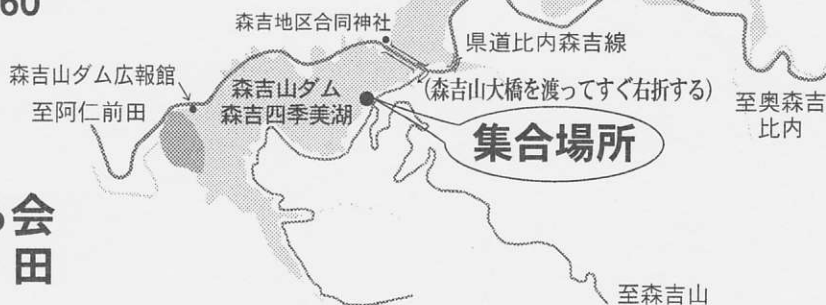 60
森吉地区合同神社
県道比内森吉線
森吉山ダム広報館
森吉山ダム
森吉四季美湖
(森吉山大橋を渡ってすぐ右折する)
至阿仁前田
至奥森吉
比内
集合場所
会
田
至森吉山